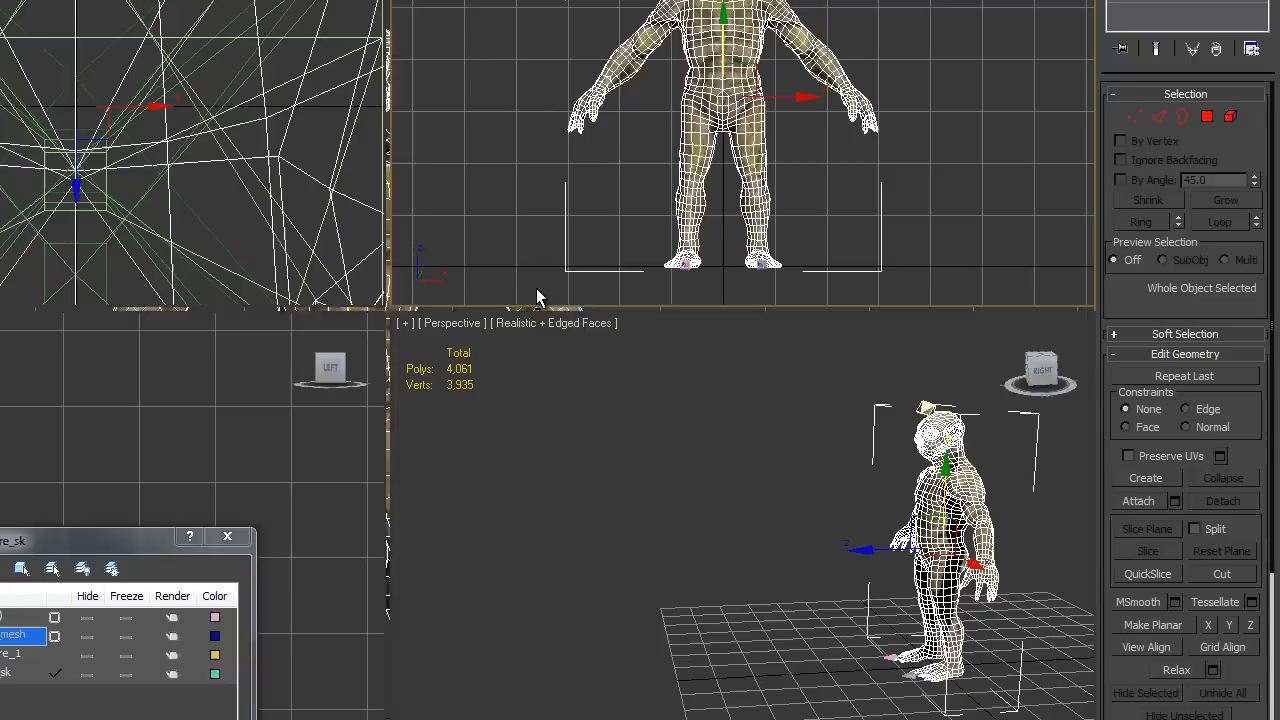 Selection
By Vertex
Ignore Backfacing
By Angle: 45.0
Shrink Grow
Ring Loop
Preview Selection
Off SubObj Multi
Whole Object Selected
Soft Selection
Edit Geometry
Repeat Last
Constraints
None Edge
Face Normal
Preserve UVs
Create Collapse
Attach Detach
Slice Plane Split
Slice Reset Plane
QuickSlice Cut
MSmooth Tessellate
Make Planar X Y Z
View Align Grid Align
Relax
Hide Selected Unhide All
Hide Unselected
z
x
[ + ] [ Perspective ] [ Realistic + Edged Faces ]
Total
Polys: 4,061
Verts: 3,935
RIGHT
z
LEFT
re_sk
?
Hide Freeze Render Color
mesh
re_1
sk